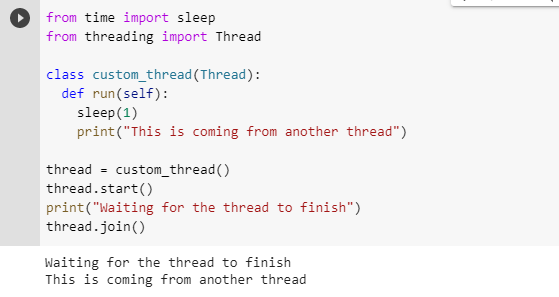 from time import sleep
from threading import Thread
class custom_thread(Thread):
def run(self):
sleep(1)
print("This is coming from another thread")
thread = custom_thread()
thread.start()
print("Waiting for the thread to finish")
thread.join()
Waiting for the thread to finish
This is coming from another thread